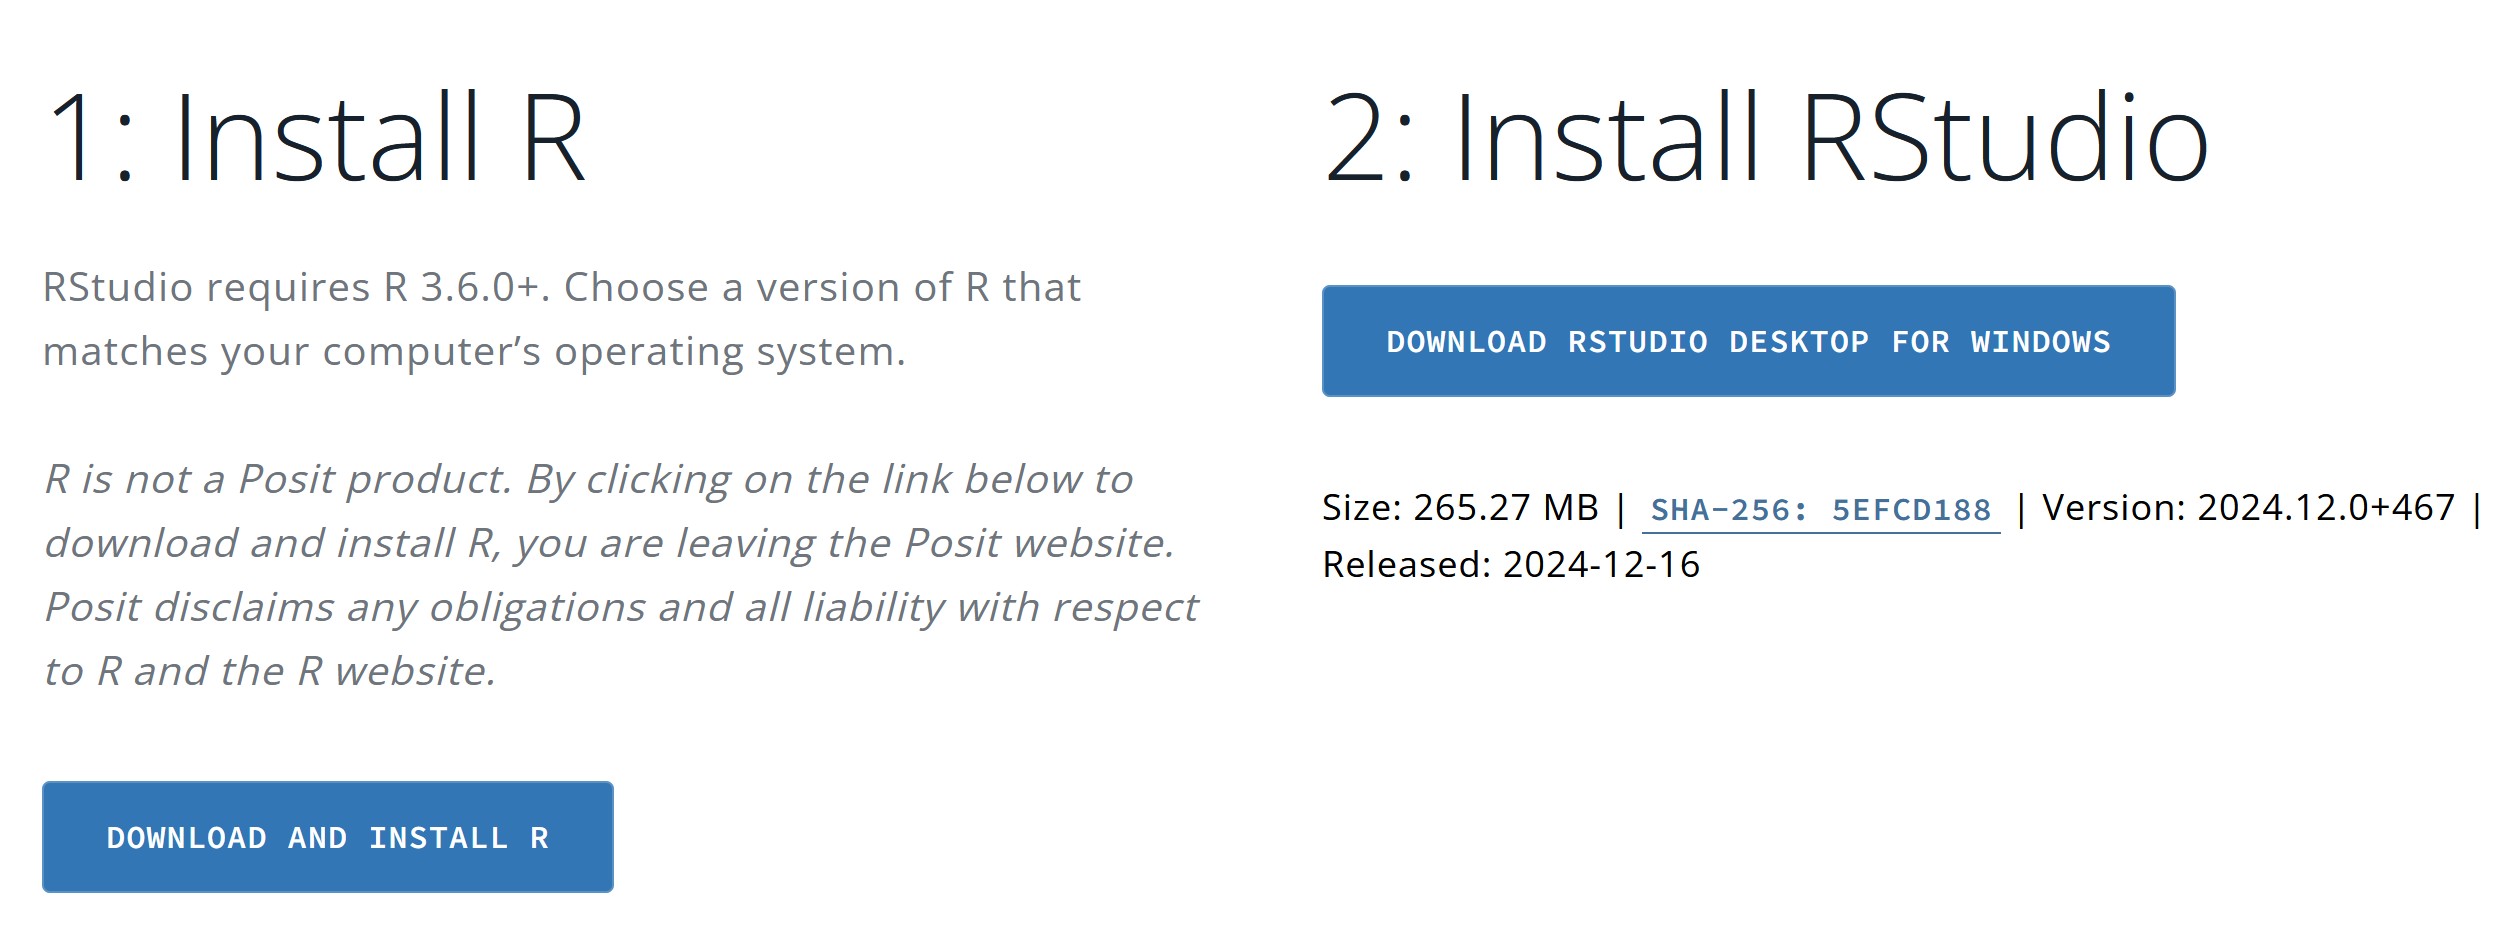 1: Install R
RStudio requires R 3.6.0+. Choose a version of R that
matches your computer’s operating system.
R is not a Posit product. By clicking on the link below to
download and install R, you are leaving the Posit website.
Posit disclaims any obligations and all liability with respect
to R and the R website.
DOWNLOAD AND INSTALL R
2: Install RStudio
DOWNLOAD RSTUDIO DESKTOP FOR WINDOWS
Size: 265.27 MB | SHA-256: 5EFCD188 | Version: 2024.12.0+467 |
Released: 2024-12-16